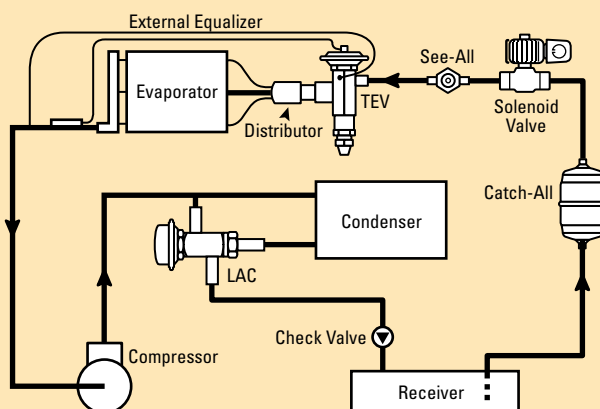 External Equalizer
See-All
Evaporator
TEV
Solenoid
Valve
Distributor
Catch-All
Condenser
LAC
Check Valve
Compressor
Receiver